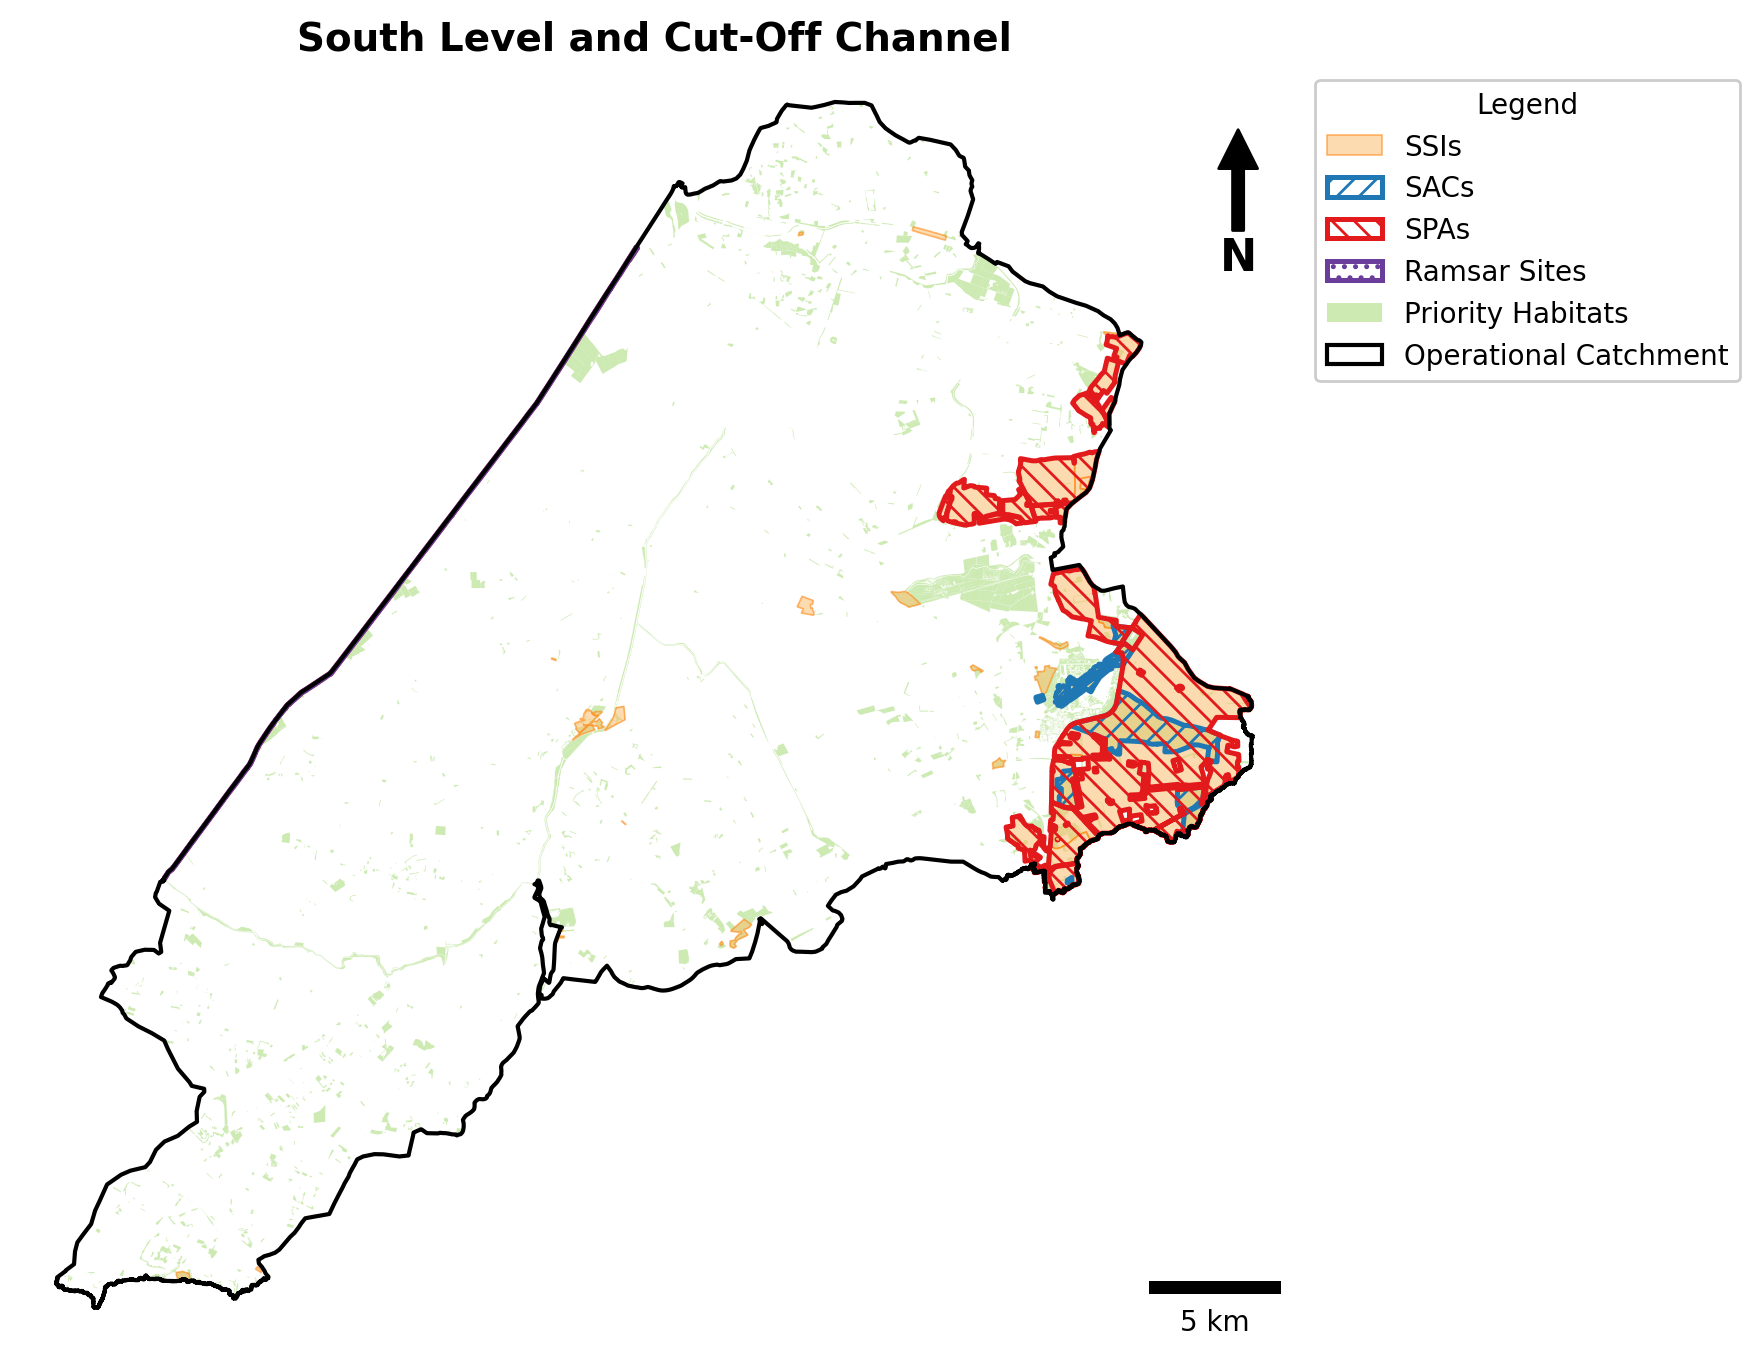 South Level and Cut-Off Channel
Legend
SSIs
SACs
SPAs
Ramsar Sites
Priority Habitats
Operational Catchment
N
5 km